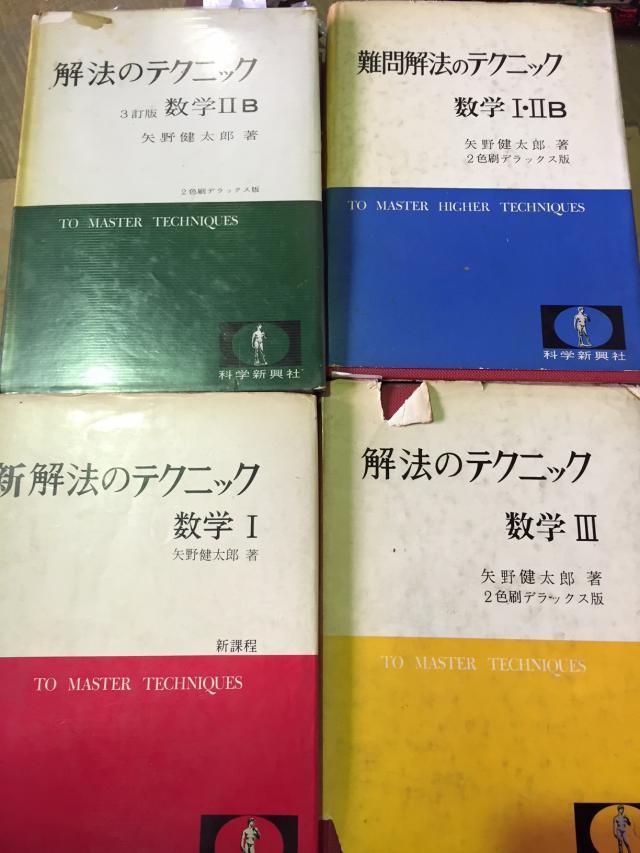 解法のテクニック
3訂版 数学ⅡB
矢野健太郎 著
2色刷デラックス版
TO MASTER TECHNIQUES
科学新興社
難問解法のテクニック
数学Ⅰ・ⅡB
矢野健太郎 著
2色刷デラックス版
TO MASTER HIGHER TECHNIQUES
科学新興社
新解法のテクニック
数学Ⅰ
矢野健太郎 著
新課程
TO MASTER TECHNIQUES
解法のテクニック
数学Ⅲ
矢野健太郎 著
2色刷デラックス版
TO MASTER TECHNIQUES